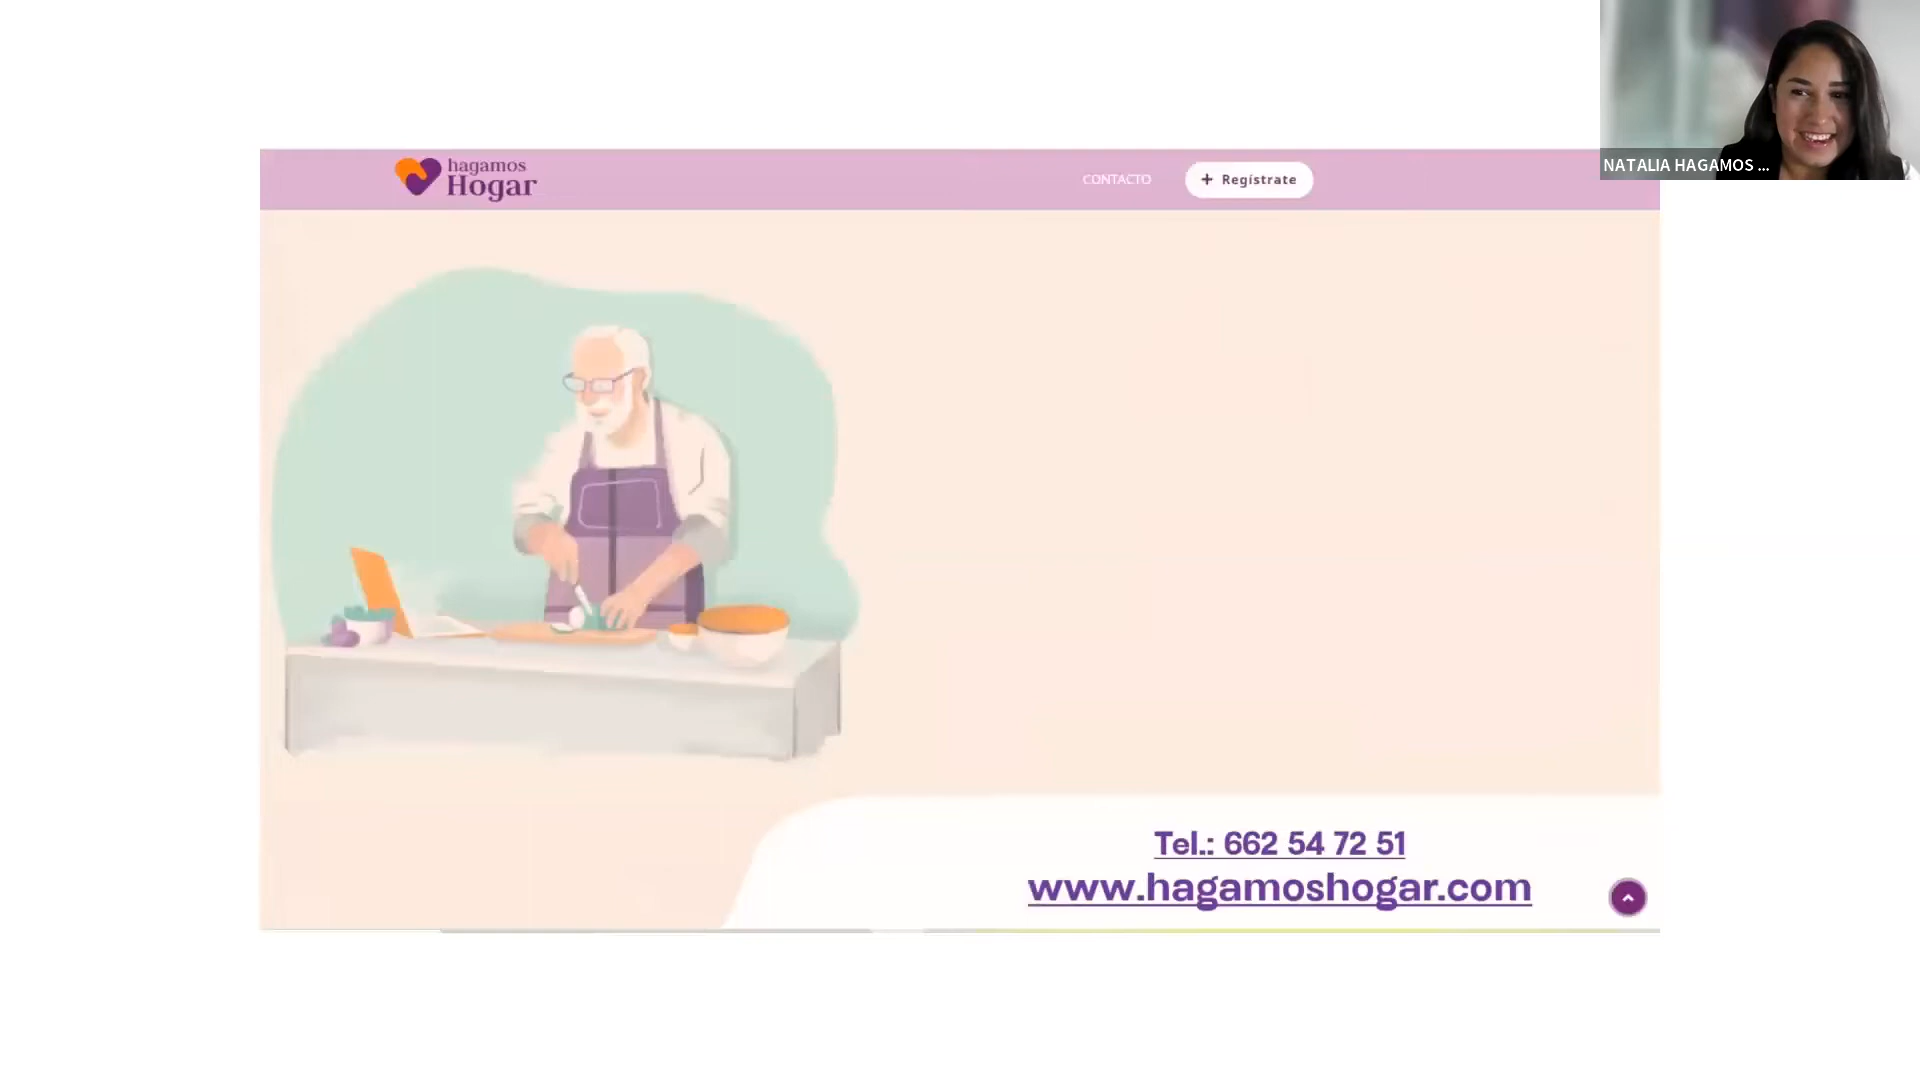 NATALIA HAGAMOS ...
hagamos
Hogar
CONTACTO
+ Regístrate
Tel.: 662 54 72 51
www.hagamoshogar.com